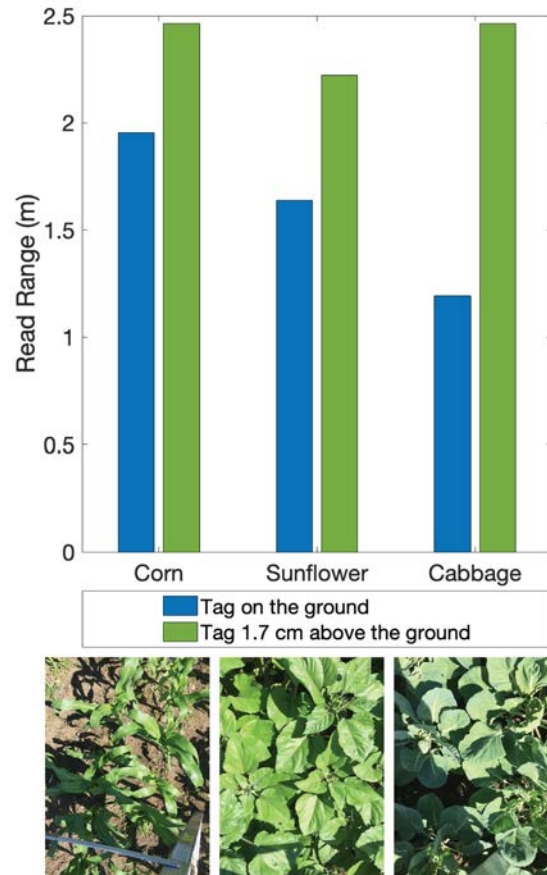 2.5
2
1.5
1
0.5
0
Read Range (m)
Corn Sunflower Cabbage
Tag on the ground
Tag 1.7 cm above the ground